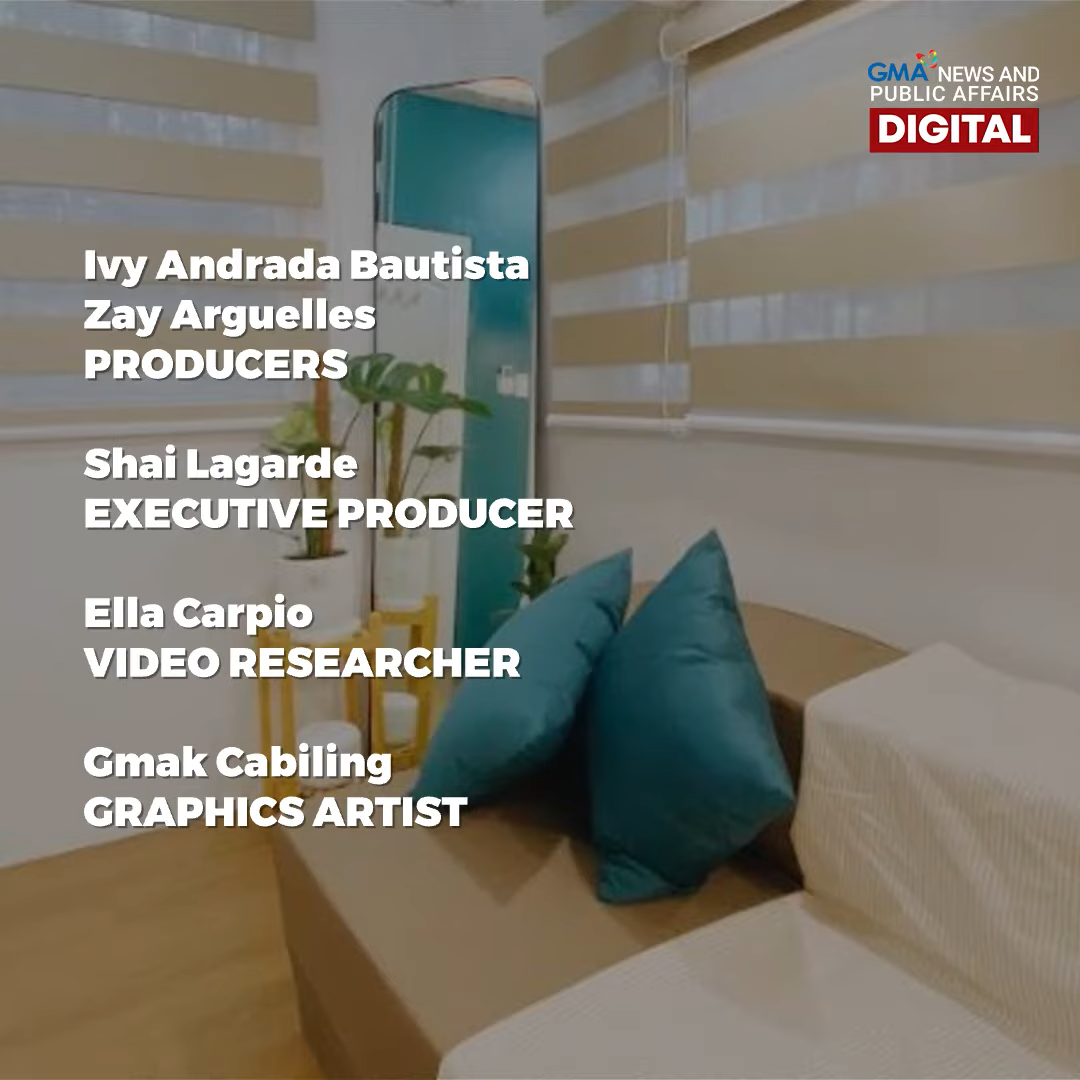 GMA NEWS AND
PUBLIC AFFAIRS
DIGITAL
Ivy Andrada Bautista
Zay Arguelles
PRODUCERS
Shai Lagarde
EXECUTIVE PRODUCER
Ella Carpio
VIDEO RESEARCHER
Gmak Cabiling
GRAPHICS ARTIST